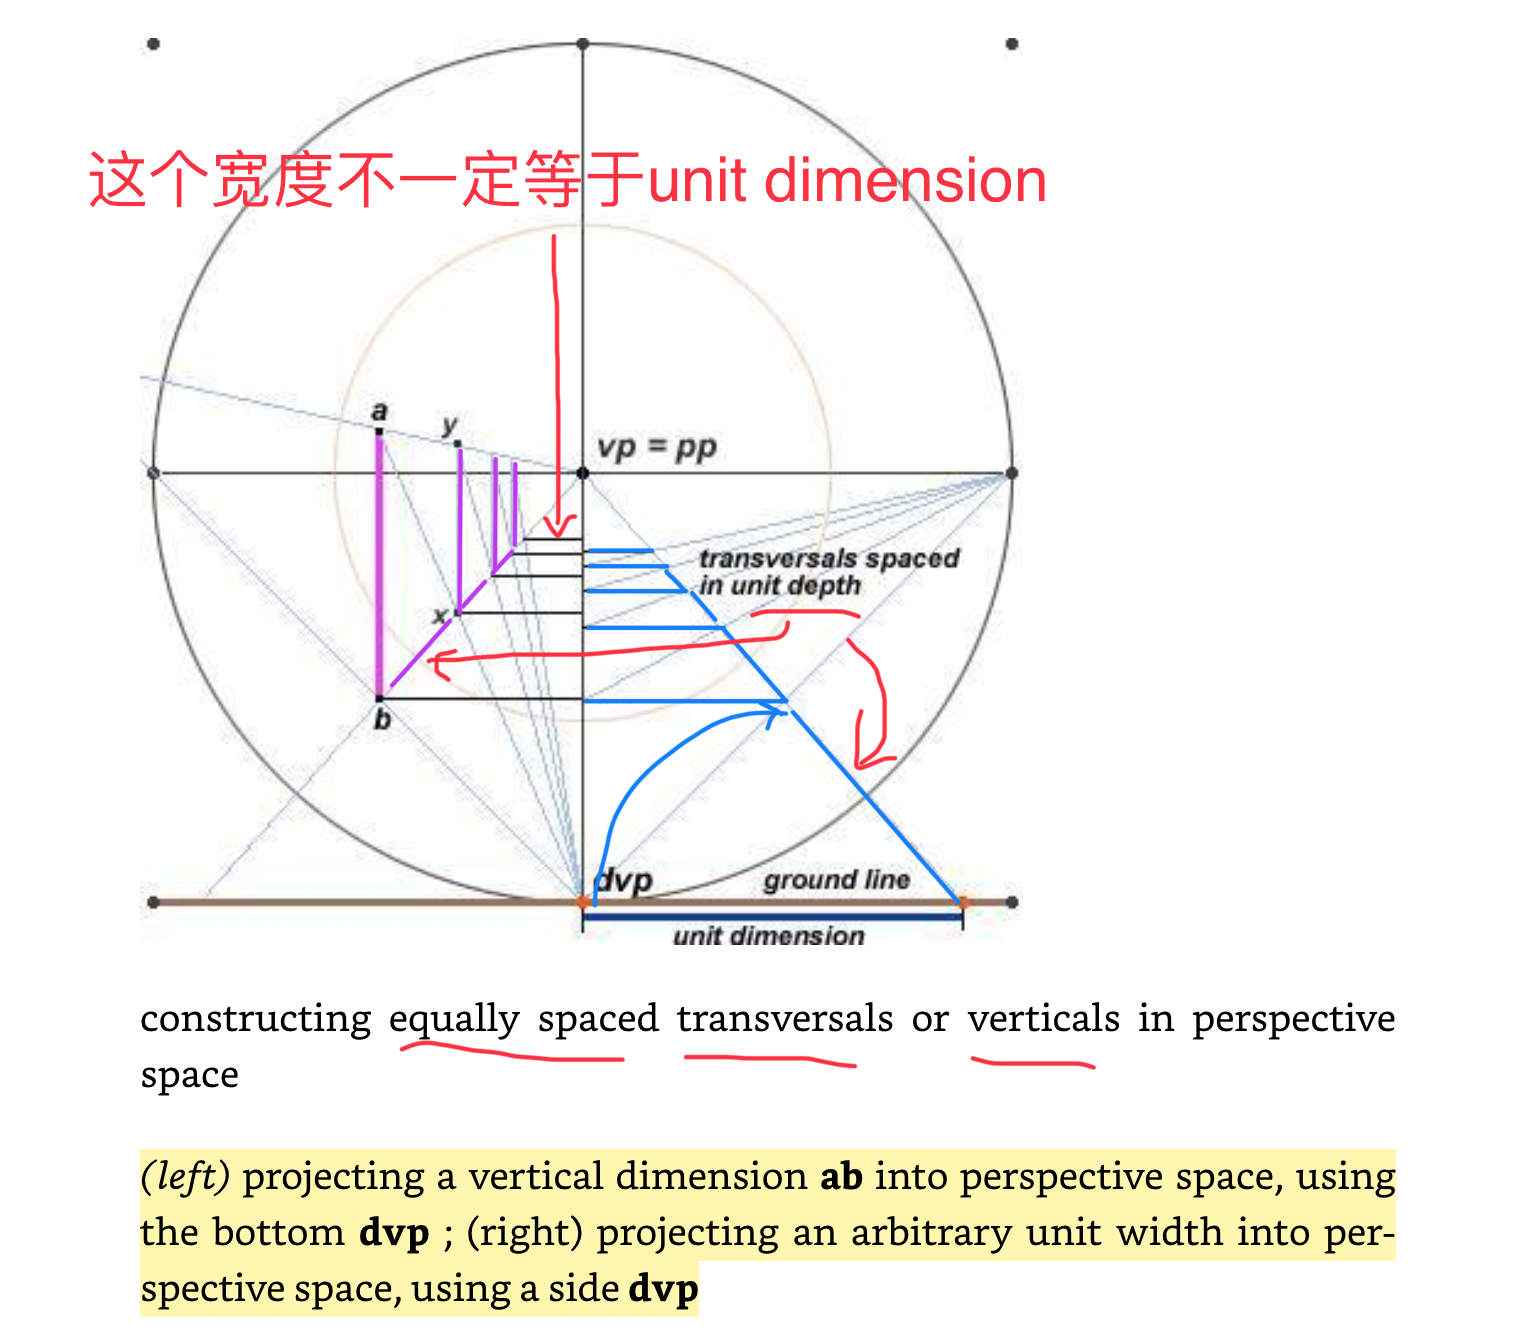 这个宽度不一定等于unit dimension
a
y
vp = pp
transversals spaced
in unit depth
x
b
dvp
ground line
unit dimension
constructing equally spaced transversals or verticals in perspective
space
(left) projecting a vertical dimension ab into perspective space, using
the bottom dvp ; (right) projecting an arbitrary unit width into per-
spective space, using a side dvp